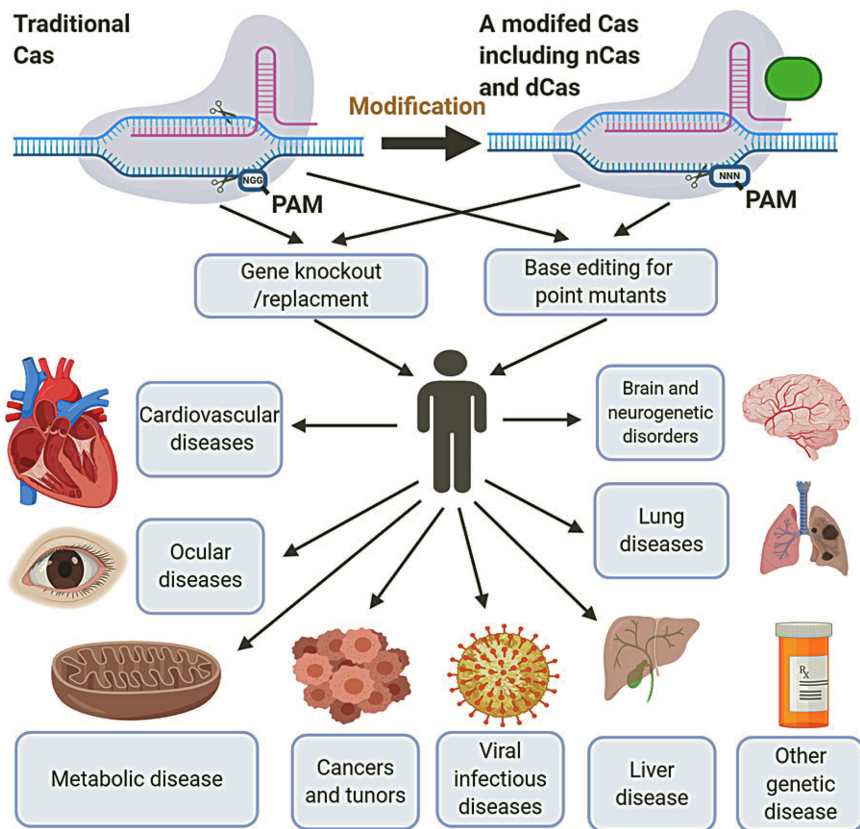 Traditional
Cas
A modifed Cas
including nCas
and dCas
Modification
NGG
PAM
NNN
PAM
Gene knockout
/replacment
Base editing for
point mutants
Cardiovascular
diseases
Brain and
neurogenetic
disorders
Ocular
diseases
Lung
diseases
Rx
Metabolic disease
Cancers
and tunors
Viral
infectious
diseases
Liver
disease
Other
genetic
disease